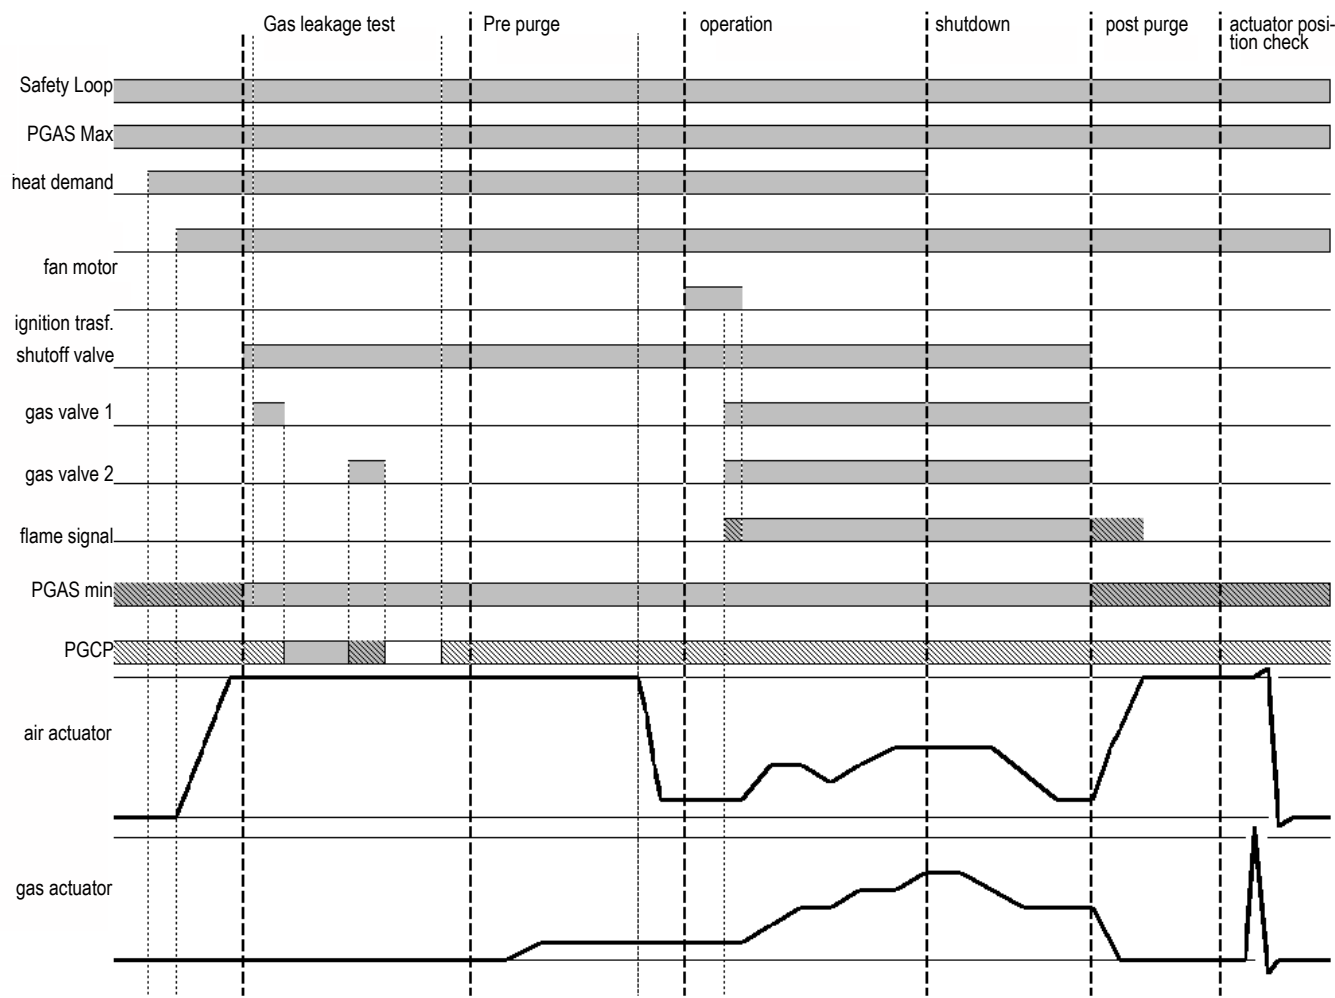 Gas leakage test
Pre purge
operation
shutdown
post purge
actuator posi-
tion check
Safety Loop
PGAS Max
heat demand
fan motor
ignition trasf.
shutoff valve
gas valve 1
gas valve 2
flame signal
PGAS min
PGCP
air actuator
gas actuator